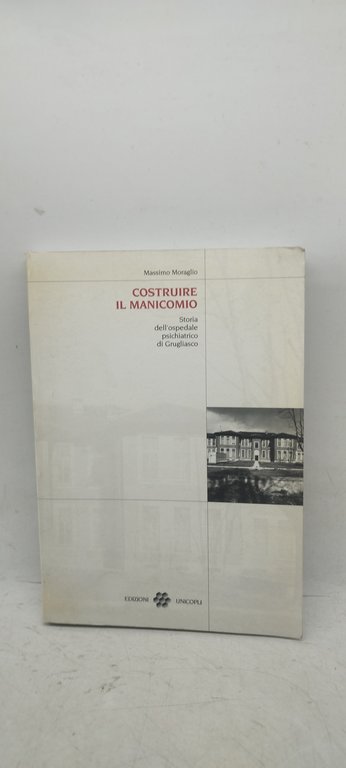 Massimo Moraglio
COSTRUIRE
IL MANICOMIO
Storia
dell'ospedale
psichiatrico
di Grugliasco
EDIZIONI UNICOPLI